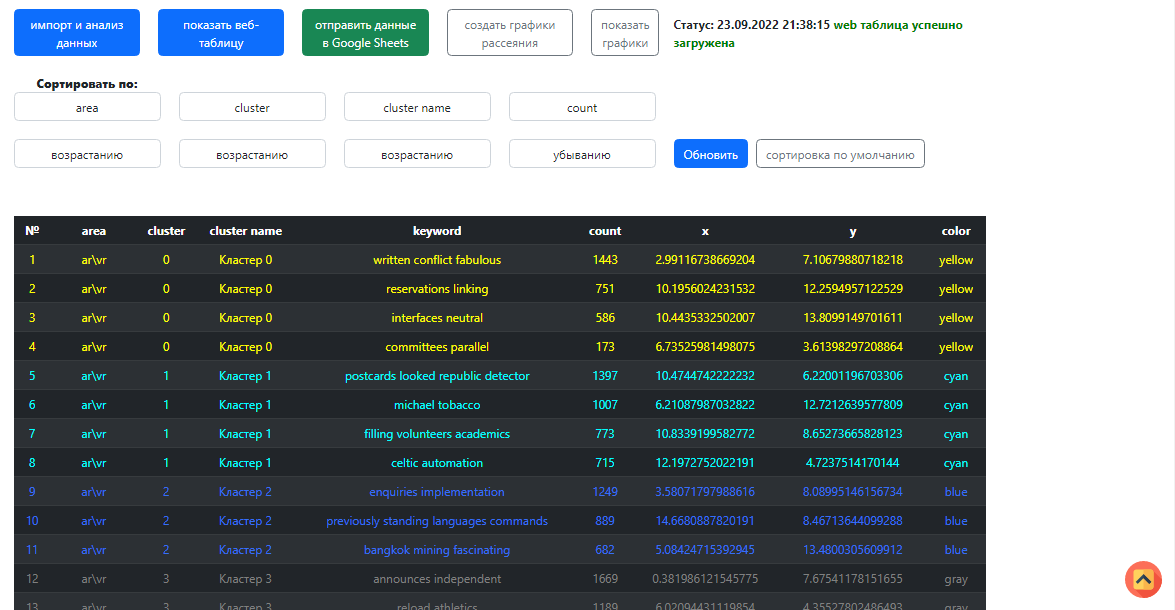 импорт и анализ данных
показать веб-таблицу
отправить данные в Google Sheets
создать графики рассеяния
показать графики
Статус: 23.09.2022 21:38:15 web таблица успешно загружена
Сортировать по:
area cluster cluster name count
возрастанию возрастанию возрастанию убыванию Обновить сортировка по умолчанию
№ area cluster cluster name keyword count x y color
1 ar\vr 0 Кластер 0 written conflict fabulous 1443 2.99116738669204 7.10679880718218 yellow
2 ar\vr 0 Кластер 0 reservations linking 751 10.1956024231532 12.2594957122529 yellow
3 ar\vr 0 Кластер 0 interfaces neutral 586 10.4435332502007 13.8099149701611 yellow
4 ar\vr 0 Кластер 0 committees parallel 173 6.73525981498075 3.61398297208864 yellow
5 ar\vr 1 Кластер 1 postcards looked republic detector 1397 10.4744742222232 6.22001196703306 cyan
6 ar\vr 1 Кластер 1 michael tobacco 1007 6.21087987032822 12.7212639577809 cyan
7 ar\vr 1 Кластер 1 filling volunteers academics 773 10.8339199582772 8.65273665828123 cyan
8 ar\vr 1 Кластер 1 celtic automation 715 12.1972752022191 4.7237514170144 cyan
9 ar\vr 2 Кластер 2 enquiries implementation 1249 3.58071797988616 8.08995146156734 blue
10 ar\vr 2 Кластер 2 previously standing languages commands 889 14.6680887820191 8.46713644099288 blue
11 ar\vr 2 Кластер 2 bangkok mining fascinating 682 5.08424715392945 13.4800305609912 blue
12 ar\vr 3 Кластер 3 announces independent 1669 0.381986121545775 7.67541178151655 gray
13 ar\vr 3 Кластер 3 reload athletics 1189 6.02094431119854 4.35527802486493 gray